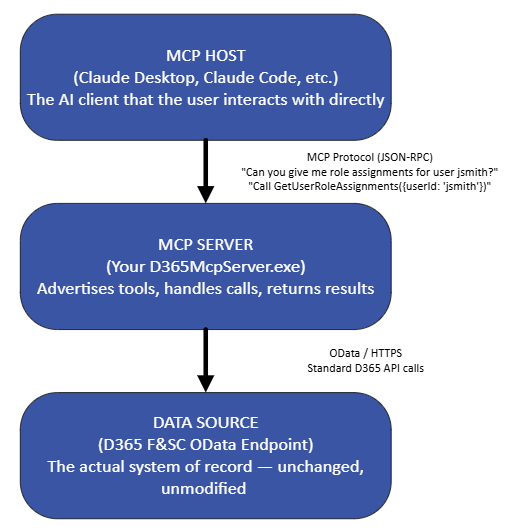 MCP HOST
(Claude Desktop, Claude Code, etc.)
The AI client that the user interacts with directly
MCP Protocol (JSON-RPC)
"Can you give me role assignments for user jsmith?"
"Call GetUserRoleAssignments({userId: 'jsmith'})"
MCP SERVER
(Your D365McpServer.exe)
Advertises tools, handles calls, returns results
OData / HTTPS
Standard D365 API calls
DATA SOURCE
(D365 F&SC OData Endpoint)
The actual system of record — unchanged,
unmodified